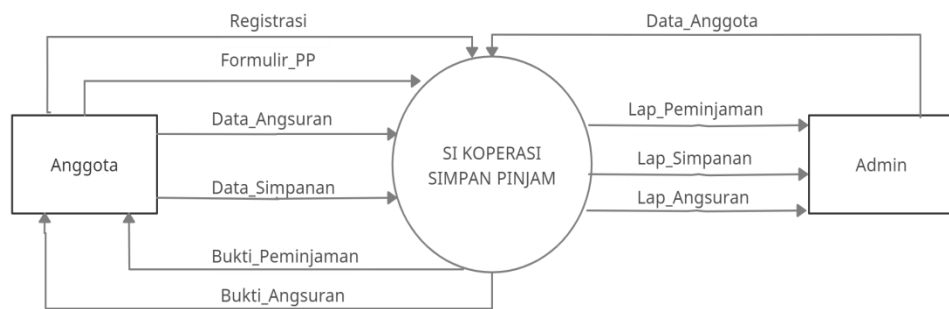 Registrasi
Data_Anggota
Formulir_PP
Data_Angsuran
Lap_Peminjaman
Anggota
SI KOPERASI
SIMPAN PINJAM
Lap_Simpanan
Admin
Data_Simpanan
Lap_Angsuran
Bukti_Peminjaman
Bukti_Angsuran